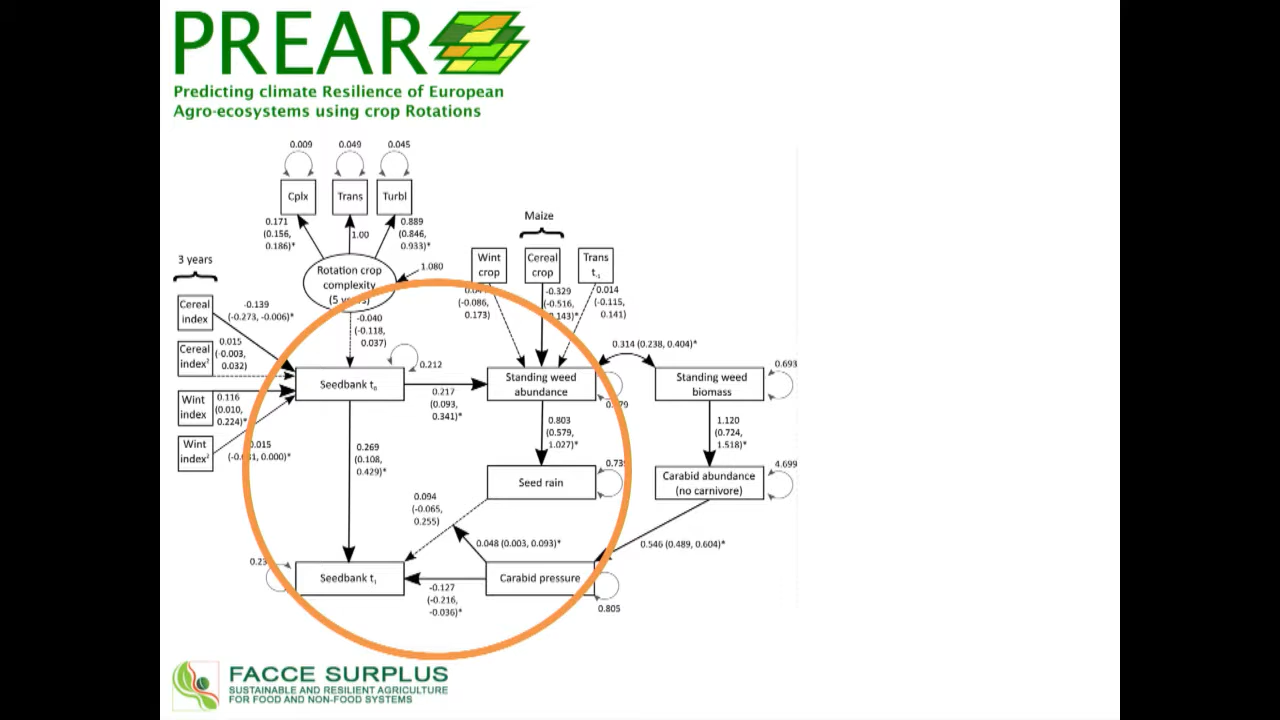 PREAR
Predicting climate Resilience of European
Agro-ecosystems using crop Rotations
0.009
0.049
0.045
Cplx
Trans
Turbl
0.171
(0.156,
0.186)*
1.00
0.889
(0.846,
0.933)*
Rotation crop
complexity
1.080
Maize
Wint
crop
Cereal
crop
Trans
t-1
(-0.086,
0.173)
-0.329
(-0.516,
0.014
(-0.115,
0.141)
3 years
Cereal
index
Cereal
index²
Wint
index
Wint
index²
-0.139
(-0.273, -0.006)*
0.015
(-0.003,
0.032)
0.116
(0.010,
0.224)*
-0.040
(-0.118,
0.037)
0.212
Seedbank t0
0.217
(0.093,
0.341)*
Standing weed
abundance
0.314 (0.238, 0.404)*
Standing weed
biomass
0.693
0.269
(0.108,
0.429)*
0.803
(0.579,
1.027)*
1.120
(0.724,
1.518)*
Seed rain
Carabid abundance
(no carnivore)
4.699
0.094
(-0.065,
0.255)
0.048 (0.003, 0.093)*
0.546 (0.489, 0.604)*
Seedbank t1
-0.127
(-0.216,
-0.036)*
Carabid pressure
0.805
FACCE SURPLUS
SUSTAINABLE AND RESILIENT AGRICULTURE
FOR FOOD AND NON-FOOD SYSTEMS